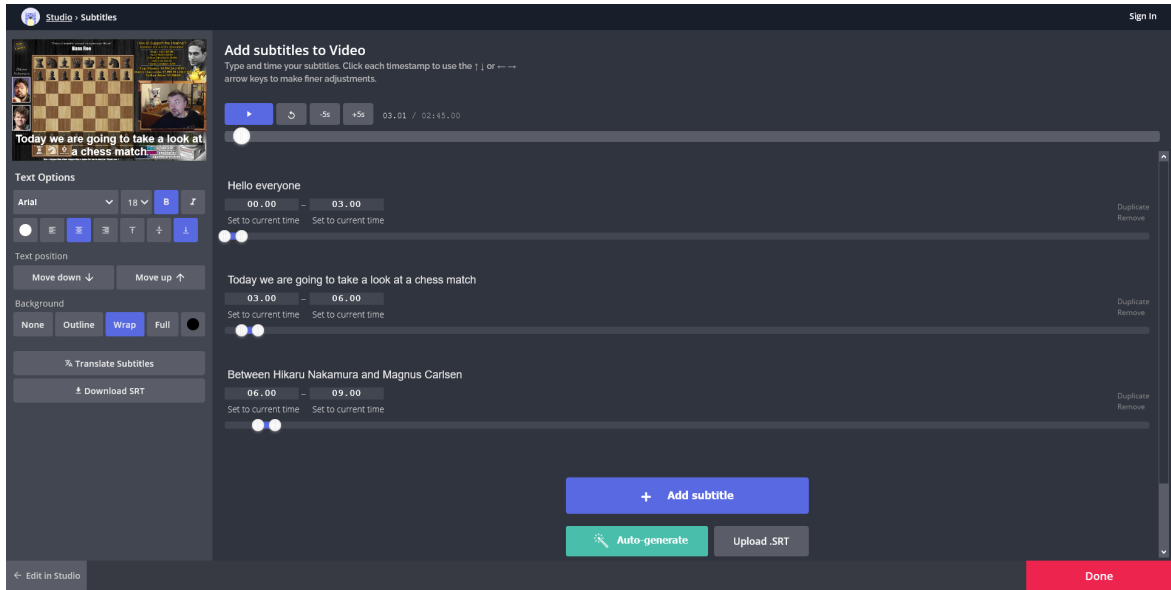 Studio › Subtitles
Sign In
Hans Ree
Today we are going to take a look at
a chess match
Text Options
Arial
18
B
I
Text position
Move down ↓
Move up ↑
Background
None
Outline
Wrap
Full
Translate Subtitles
Download SRT
← Edit in Studio
Add subtitles to Video
Type and time your subtitles. Click each timestamp to use the ↑ ↓ or ← →
arrow keys to make finer adjustments.
-5s
+5s
03.01 / 02:45.00
Hello everyone
00.00 – 03.00
Set to current time Set to current time
Duplicate
Remove
Today we are going to take a look at a chess match
03.00 – 06.00
Set to current time Set to current time
Duplicate
Remove
Between Hikaru Nakamura and Magnus Carlsen
06.00 – 09.00
Set to current time Set to current time
Duplicate
Remove
+ Add subtitle
Auto-generate
Upload .SRT
Done